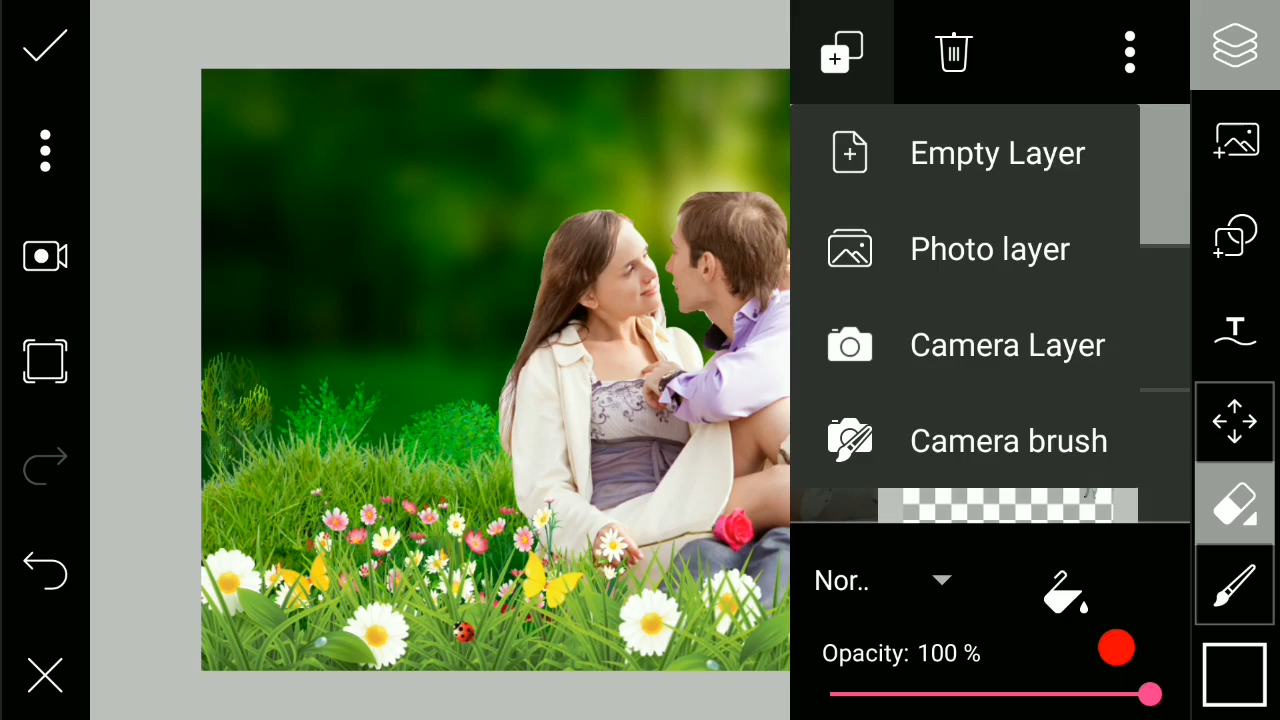 Empty Layer
Photo layer
Camera Layer
Camera brush
Nor..
Opacity: 100 %
T